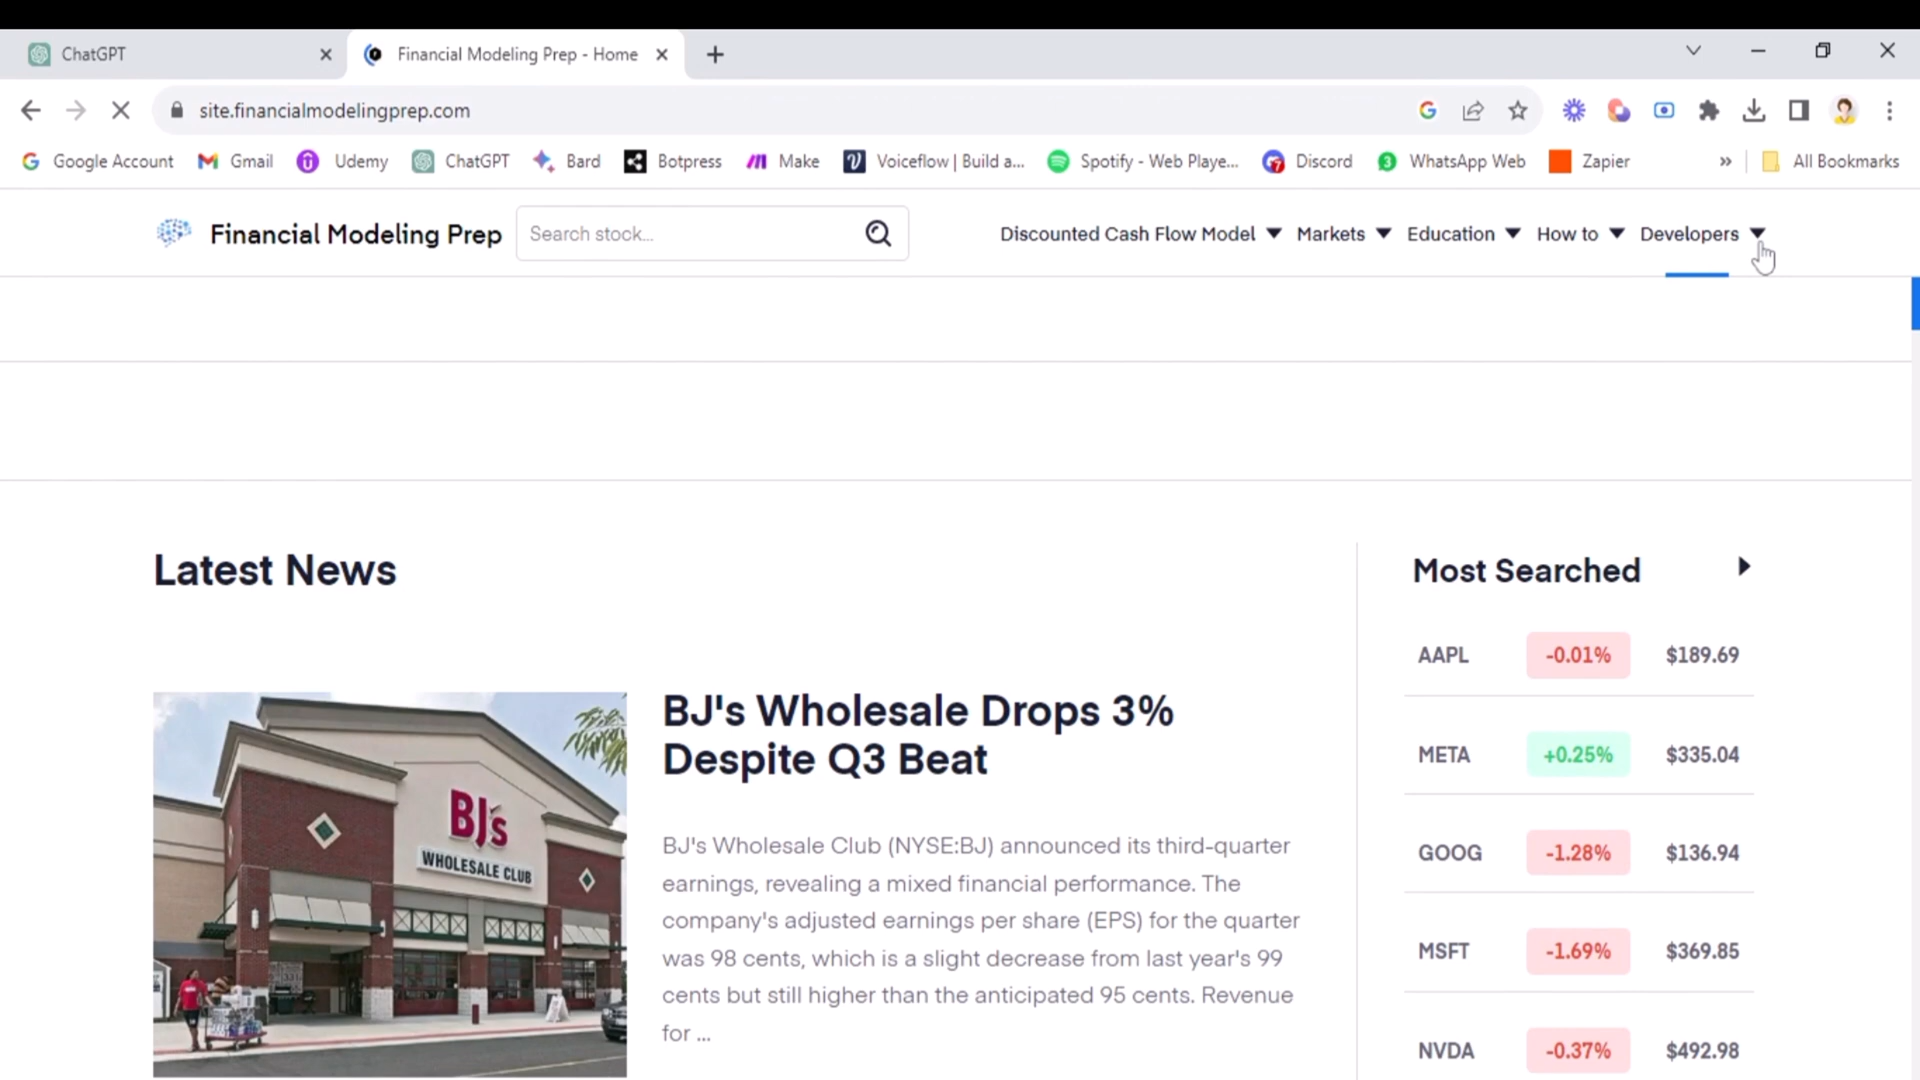 ChatGPT
Financial Modeling Prep - Home
site.financialmodelingprep.com
Google Account Gmail Udemy ChatGPT Bard Botpress Make Voiceflow | Build a... Spotify - Web Playe... Discord WhatsApp Web Zapier » All Bookmarks
Financial Modeling Prep
Search stock...
Discounted Cash Flow Model Markets Education How to Developers
Latest News
BJ's Wholesale Drops 3%
Despite Q3 Beat
BJ's Wholesale Club (NYSE:BJ) announced its third-quarter
earnings, revealing a mixed financial performance. The
company's adjusted earnings per share (EPS) for the quarter
was 98 cents, which is a slight decrease from last year's 99
cents but still higher than the anticipated 95 cents. Revenue
for ...
BJ's
WHOLESALE CLUB
Most Searched
AAPL -0.01% $189.69
META +0.25% $335.04
GOOG -1.28% $136.94
MSFT -1.69% $369.85
NVDA -0.37% $492.98